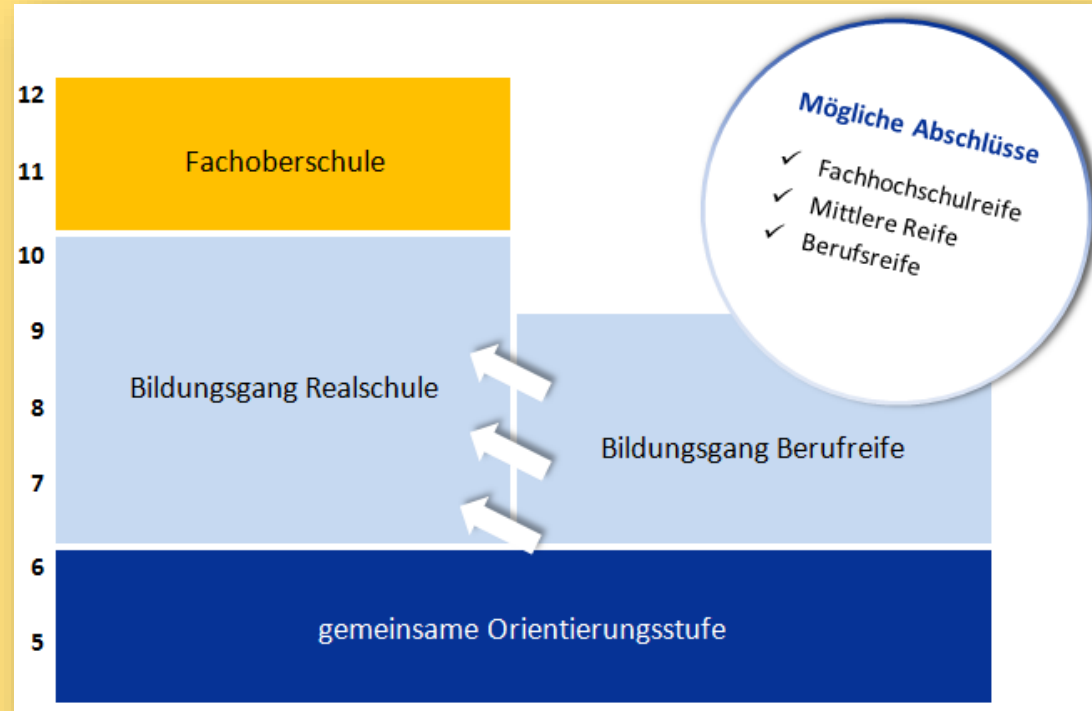 12
Fachoberschule
11
10
9
Bildungsgang Realschule
8
Bildungsgang Berufreife
7
6
gemeinsame Orientierungsstufe
5
Mögliche Abschlüsse
✓ Fachhochschulreife
✓ Mittlere Reife
✓ Berufsreife